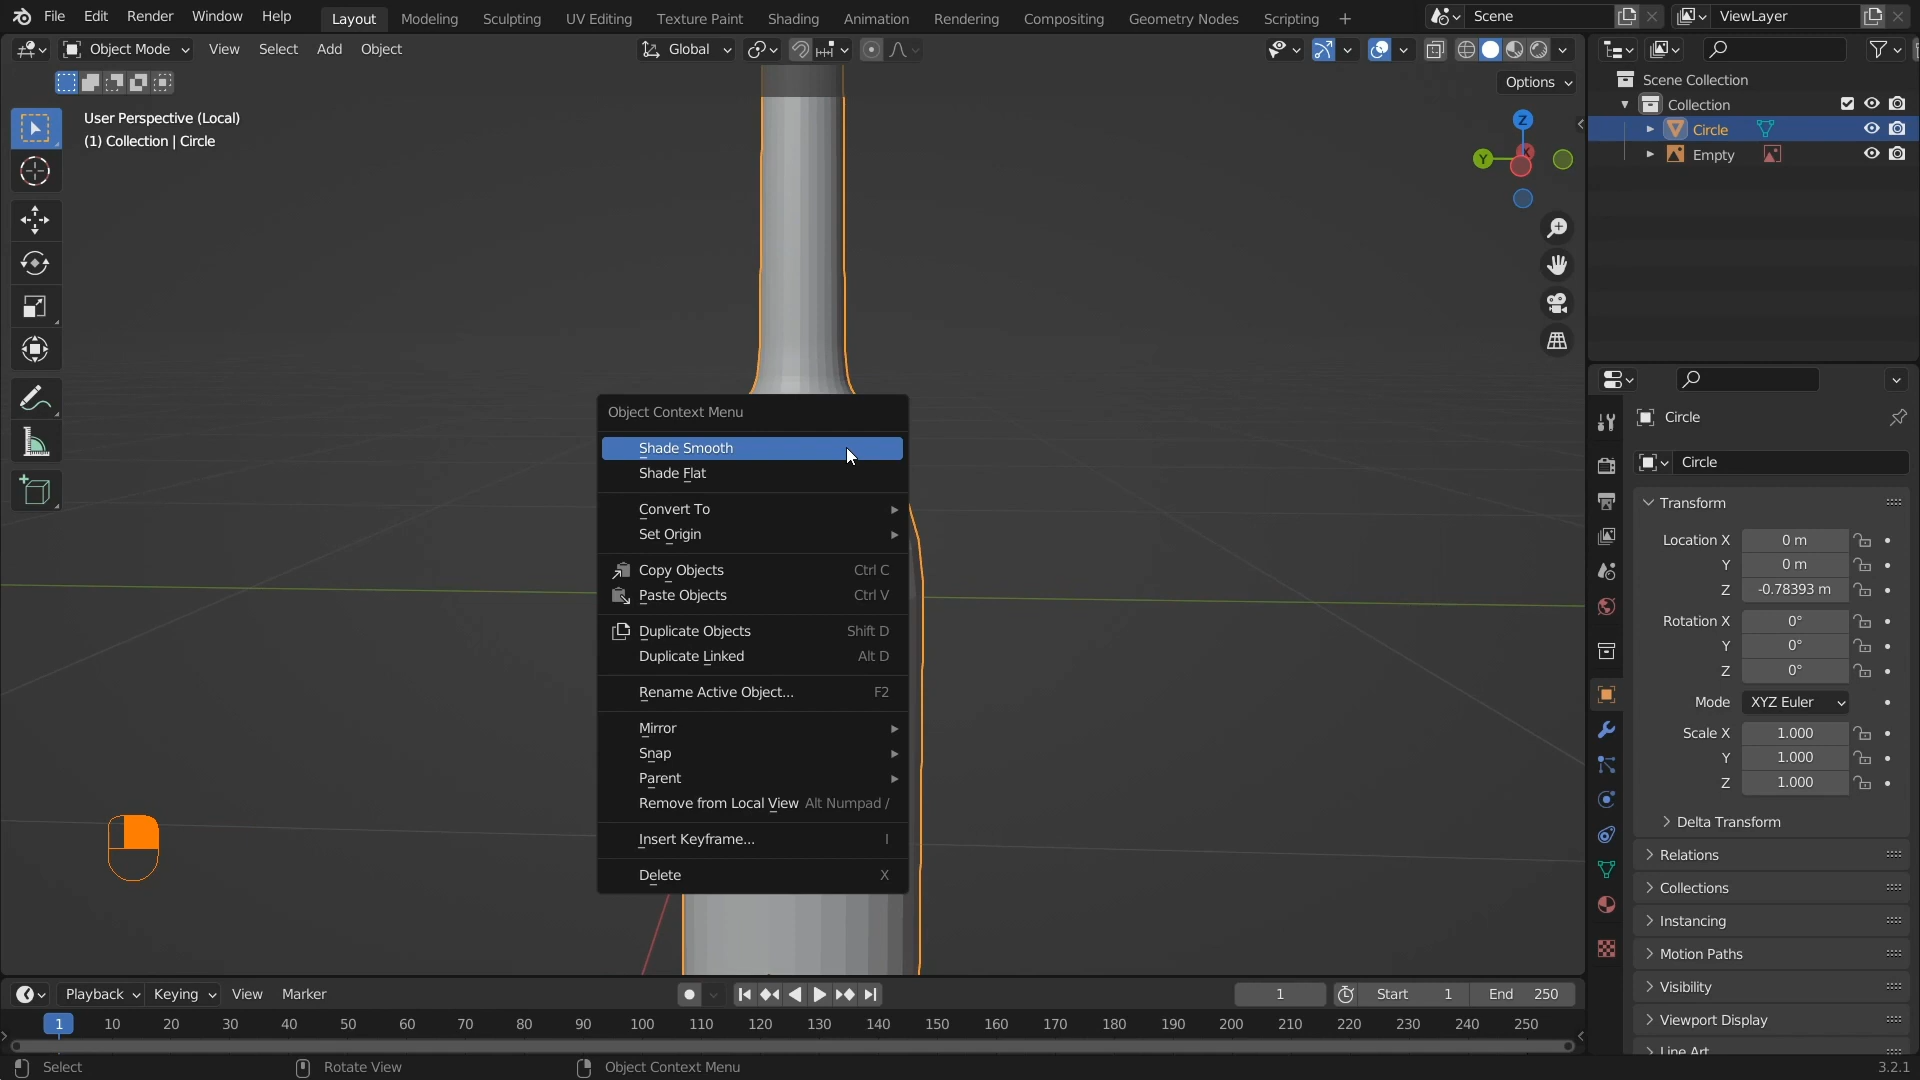 File Edit Render Window Help Layout Modeling Sculpting UV Editing Texture Paint Shading Animation Rendering Compositing Geometry Nodes Scripting + Scene ViewLayer
Object Mode View Select Add Object Global
Options
User Perspective (Local)
(1) Collection | Circle
Z
Y
X
Scene Collection
Collection
Circle
Empty
Object Context Menu
Shade Smooth
Shade Flat
Convert To
Set Origin
Copy Objects Ctrl C
Paste Objects Ctrl V
Duplicate Objects Shift D
Duplicate Linked Alt D
Rename Active Object... F2
Mirror
Snap
Parent
Remove from Local View Alt Numpad /
Insert Keyframe... I
Delete X
Circle
Circle
Transform
Location X 0 m
Y 0 m
Z -0.78393 m
Rotation X 0°
Y 0°
Z 0°
Mode XYZ Euler
Scale X 1.000
Y 1.000
Z 1.000
Delta Transform
Relations
Collections
Instancing
Motion Paths
Visibility
Viewport Display
Line Art
Playback Keying View Marker 1 Start 1 End 250
1 10 20 30 40 50 60 70 80 90 100 110 120 130 140 150 160 170 180 190 200 210 220 230 240 250
Select Rotate View Object Context Menu 3.2.1